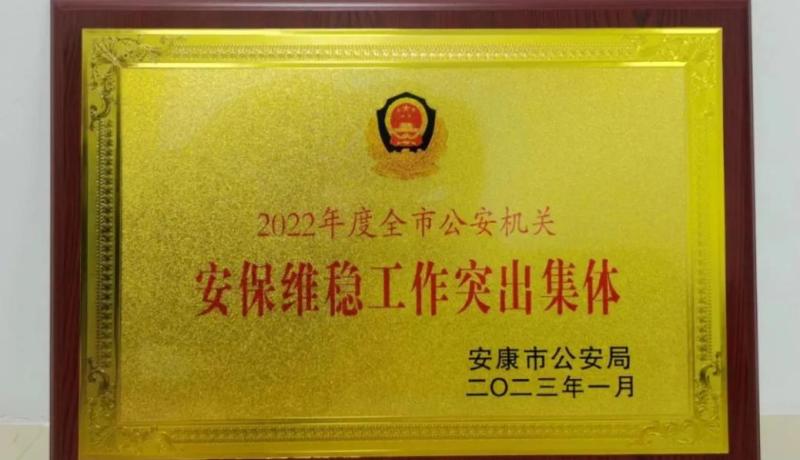 2022年度全市公安机关
安保维稳工作突出集体
安康市公安局
二〇二三年一月